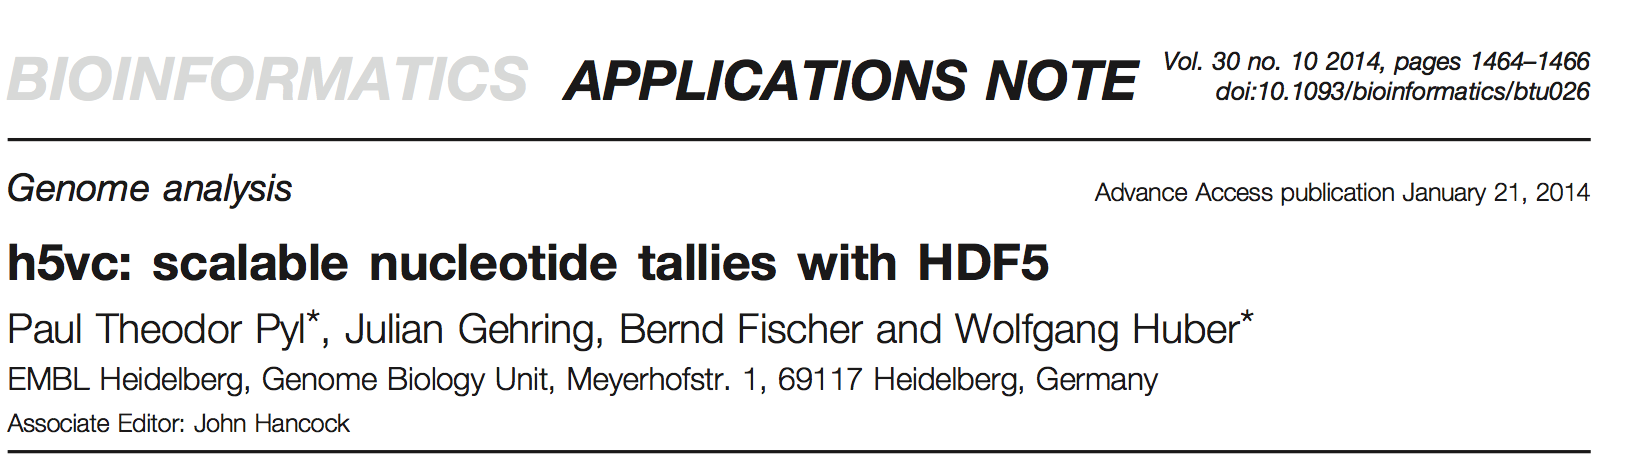 BIOINFORMATICS APPLICATIONS NOTE Vol. 30 no. 10 2014, pages 1464–1466
doi:10.1093/bioinformatics/btu026
Genome analysis Advance Access publication January 21, 2014
h5vc: scalable nucleotide tallies with HDF5
Paul Theodor Pyl*, Julian Gehring, Bernd Fischer and Wolfgang Huber*
EMBL Heidelberg, Genome Biology Unit, Meyerhofstr. 1, 69117 Heidelberg, Germany
Associate Editor: John Hancock